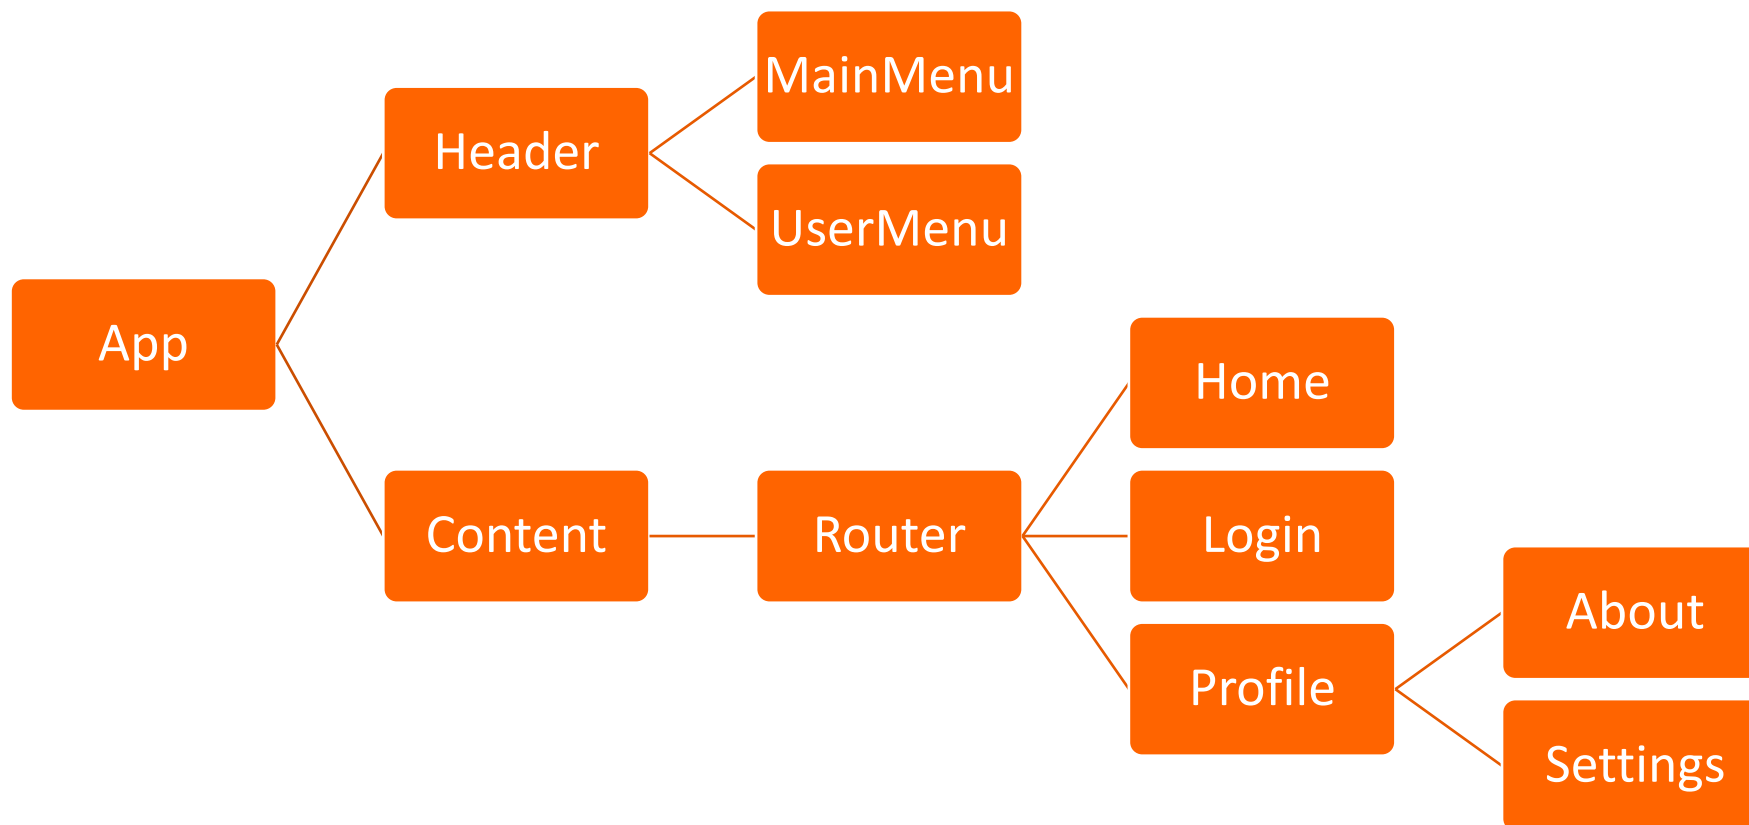 App
Header
MainMenu
UserMenu
Content
Router
Home
Login
Profile
About
Settings